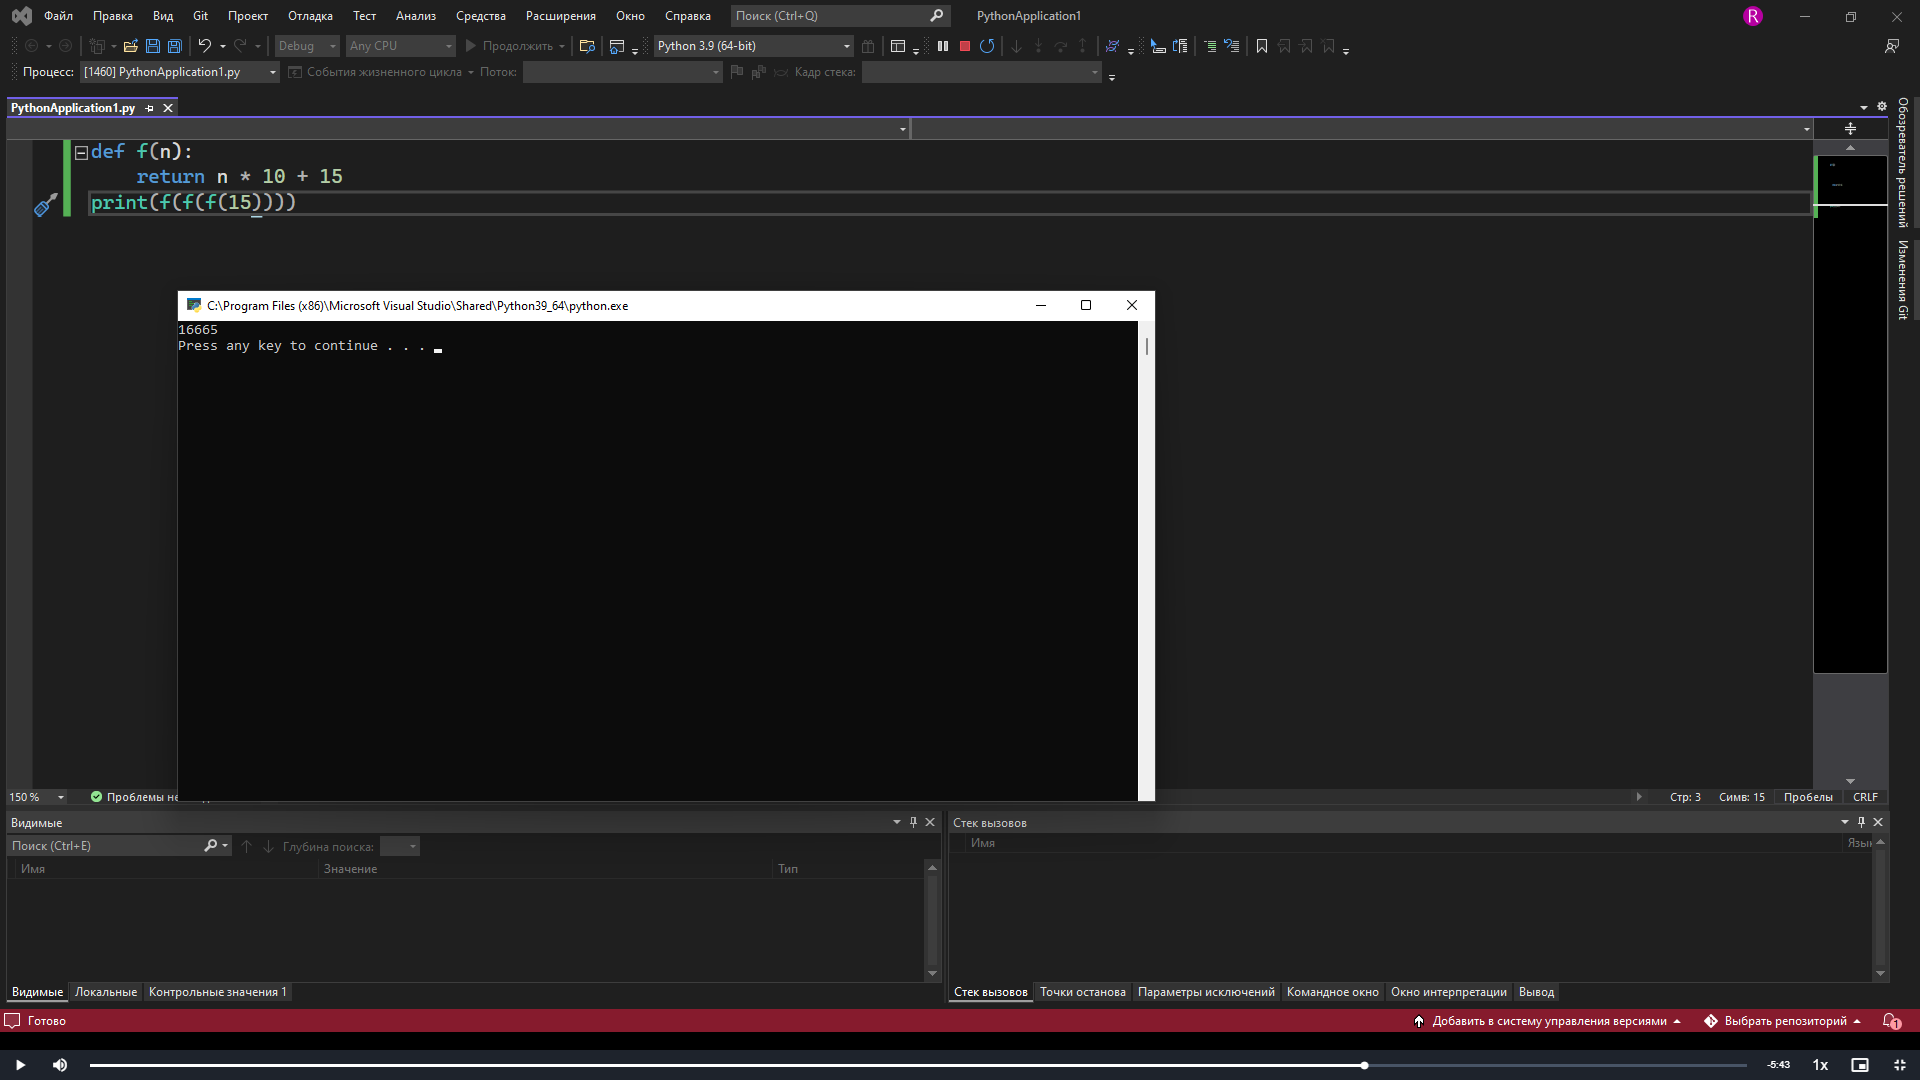 Файл Правка Вид Git Проект Отладка Тест Анализ Средства Расширения Окно Справка Поиск (Ctrl+Q) PythonApplication1 R
Debug Any CPU Продолжить Python 3.9 (64-bit)
Процесс: [1460] PythonApplication1.py События жизненного цикла Поток: Кадр стека:
PythonApplication1.py
def f(n):
return n * 10 + 15
print(f(f(f(15))))
C:\Program Files (x86)\Microsoft Visual Studio\Shared\Python39_64\python.exe
16665
Press any key to continue . . .
Обозреватель решений
Изменения Git
150 % Проблемы не Стр: 3 Симв: 15 Пробелы CRLF
Видимые
Поиск (Ctrl+E) Глубина поиска:
Имя Значение Тип
Видимые Локальные Контрольные значения 1
Стек вызовов
Имя Язык
Стек вызовов Точки останова Параметры исключений Командное окно Окно интерпретации Вывод
Готово Добавить в систему управления версиями Выбрать репозиторий 1
-5:43 1x